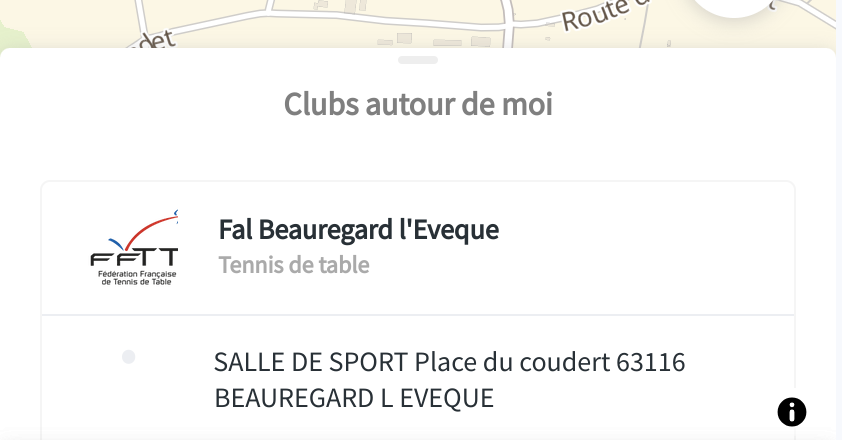 Route
det
Clubs autour de moi
Fal Beauregard l'Eveque
Tennis de table
FFTT
Fédération Française
de Tennis de Table
SALLE DE SPORT Place du coudert 63116
BEAUREGARD L EVEQUE